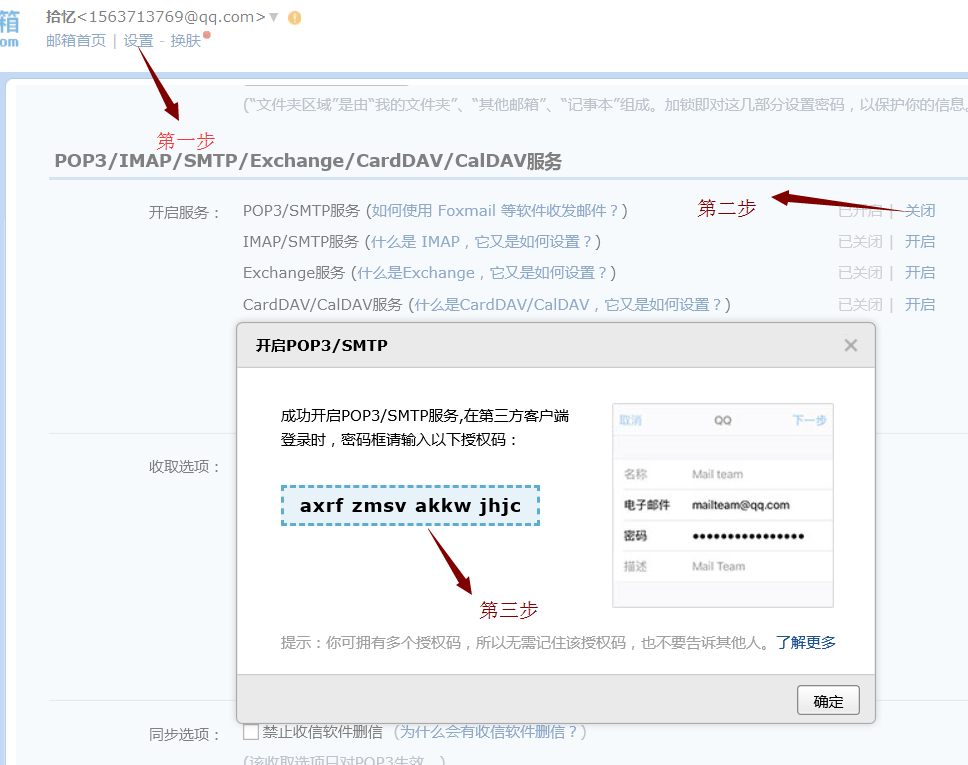 箱
om
拾忆<1563713769@qq.com>
邮箱首页 | 设置 - 换肤
(“文件夹区域”是由“我的文件夹”、“其他邮箱”、“记事本”组成。加锁即对这几部分设置密码，以保护你的信息。
第一步
POP3/IMAP/SMTP/Exchange/CardDAV/CalDAV服务
开启服务： POP3/SMTP服务 (如何使用 Foxmail 等软件收发邮件？) 第二步 已开启 | 关闭
IMAP/SMTP服务 (什么是 IMAP，它又是如何设置？) 已关闭 | 开启
Exchange服务 (什么是Exchange，它又是如何设置？) 已关闭 | 开启
CardDAV/CalDAV服务 (什么是CardDAV/CalDAV，它又是如何设置？) 已关闭 | 开启
开启POP3/SMTP
成功开启POP3/SMTP服务,在第三方客户端
登录时，密码框请输入以下授权码：
axrf zmsv akkw jhjc
取消 QQ 下一步
名称 Mail team
电子邮件 mailteam@qq.com
密码 ●●●●●●●●●●●●●●●●
描述 Mail Team
第三步
提示：你可拥有多个授权码，所以无需记住该授权码，也不要告诉其他人。了解更多
确定
收取选项：
同步选项： 禁止收信软件删信 (为什么会有收信软件删信？)
(该收取选项只对POP3生效。)